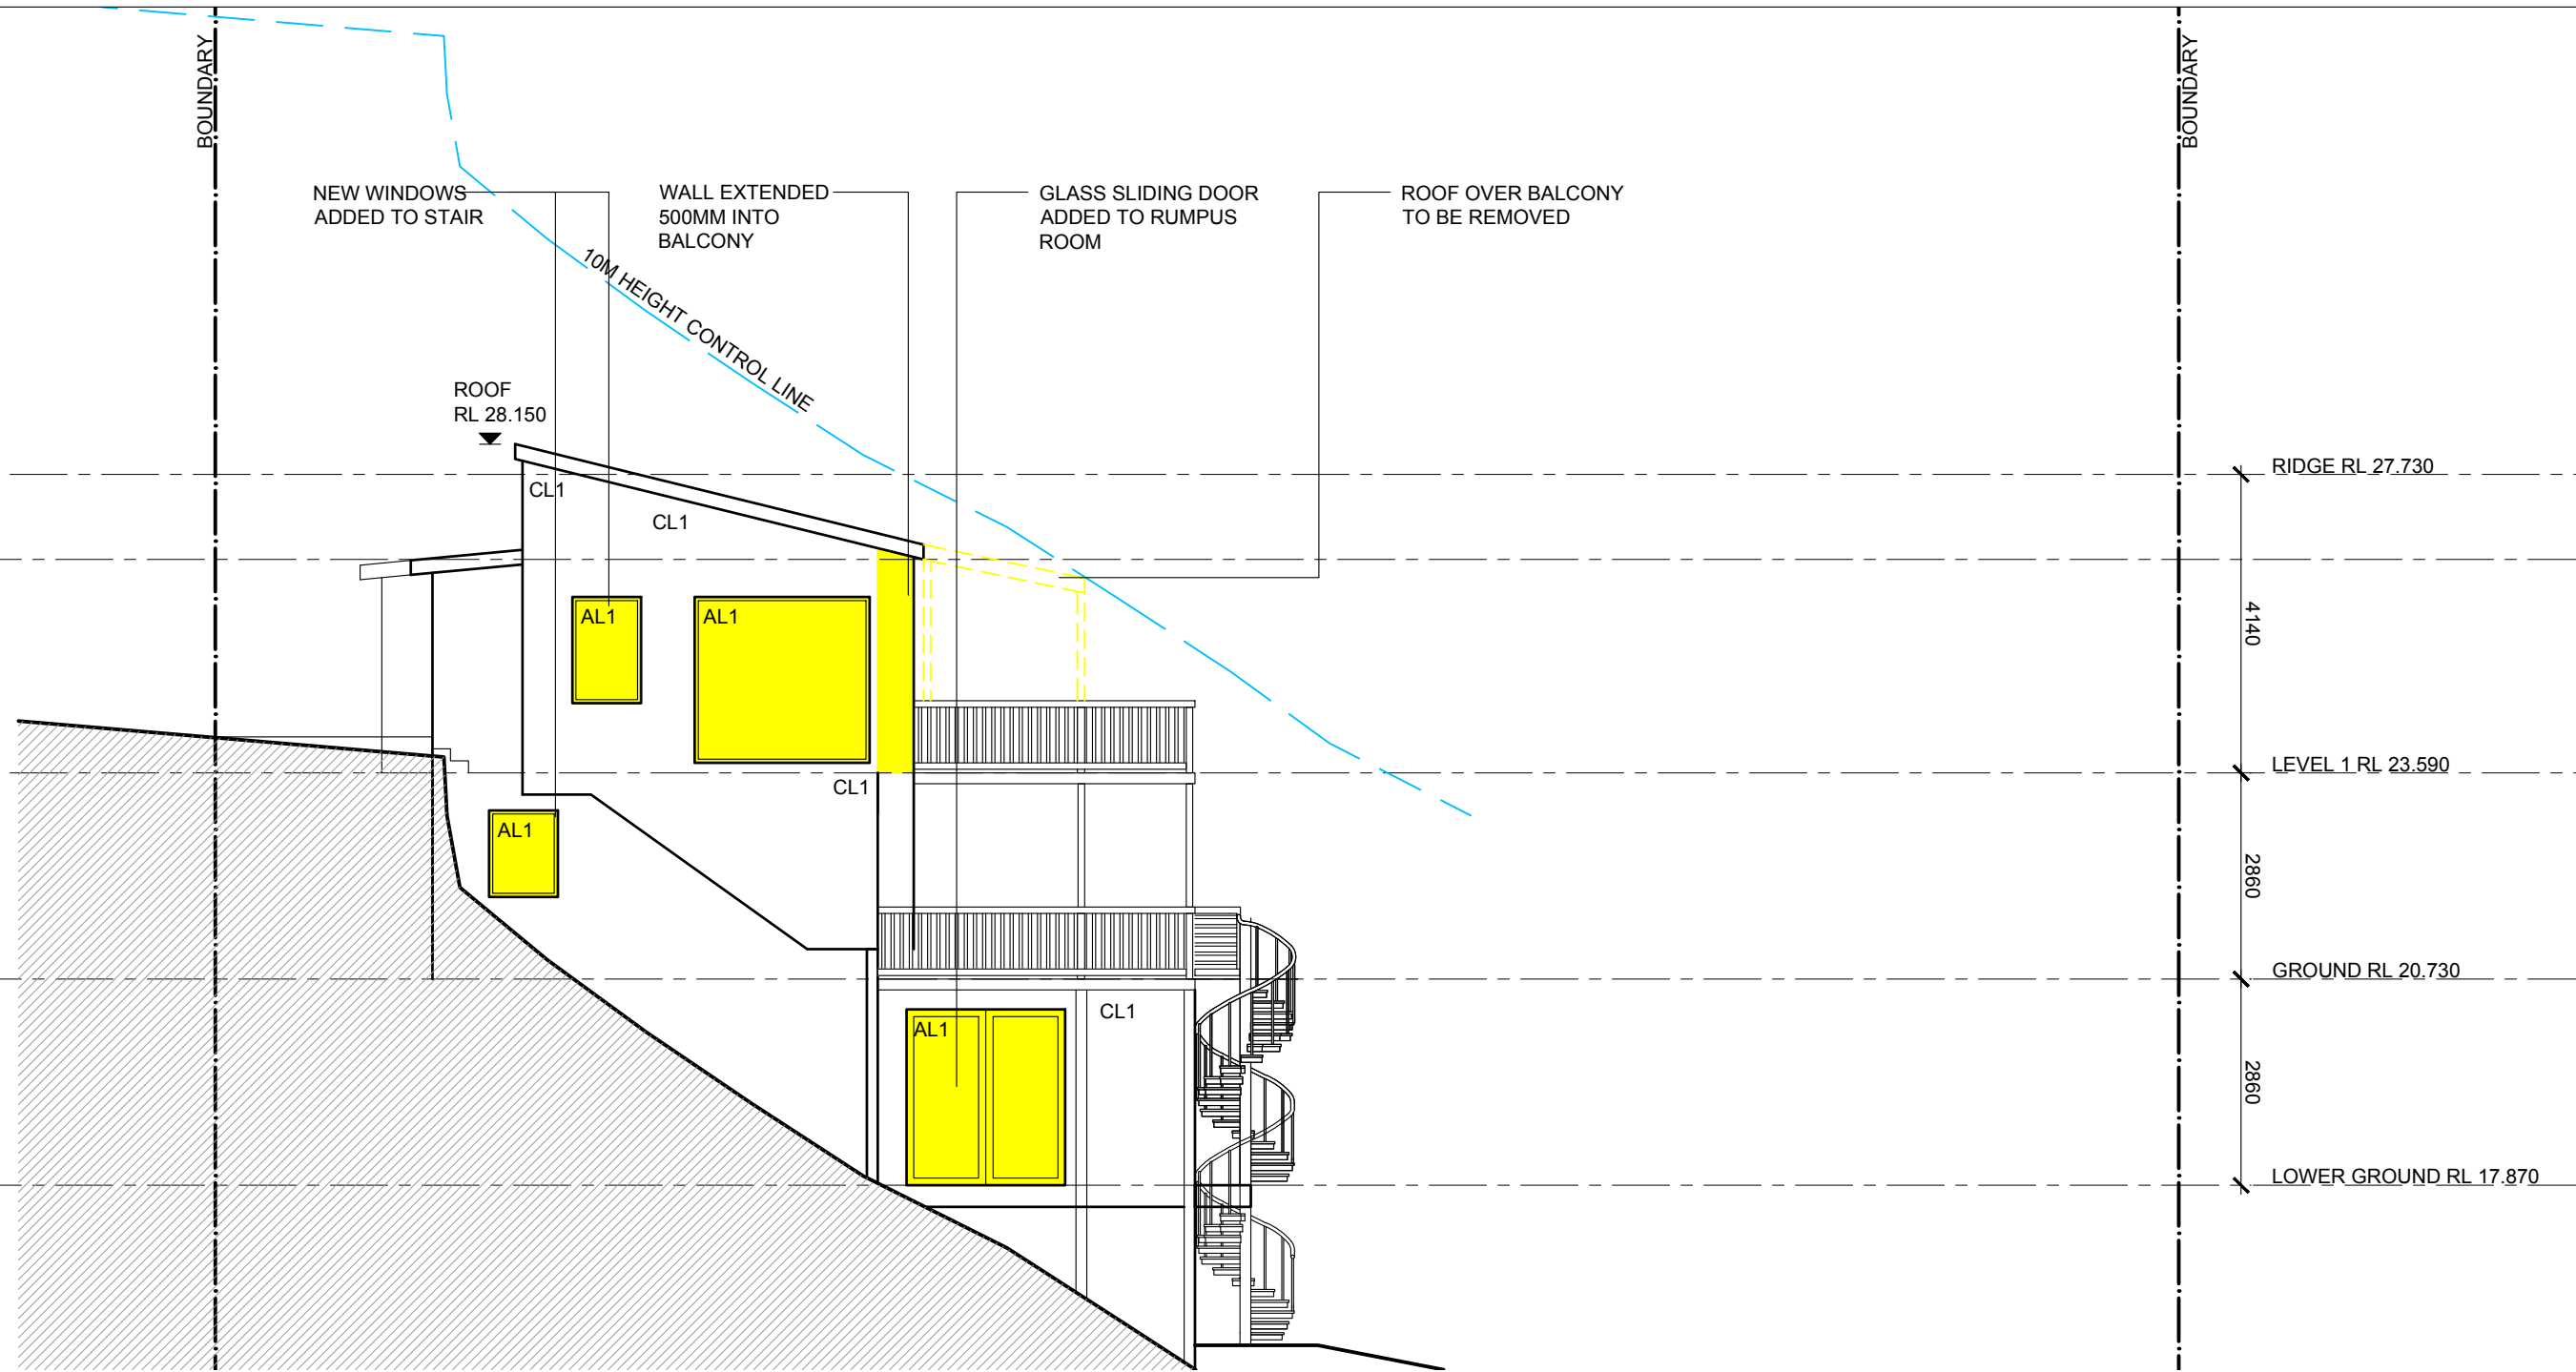 BOUNDARY
BOUNDARY
NEW WINDOWS
ADDED TO STAIR
WALL EXTENDED
500MM INTO
BALCONY
GLASS SLIDING DOOR
ADDED TO RUMPUS
ROOM
ROOF OVER BALCONY
TO BE REMOVED
10M HEIGHT CONTROL LINE
ROOF
RL 28.150
RIDGE RL 27.730
CL1
CL1
AL1
AL1
4140
LEVEL 1 RL 23.590
CL1
AL1
2860
GROUND RL 20.730
CL1
AL1
2860
LOWER GROUND RL 17.870